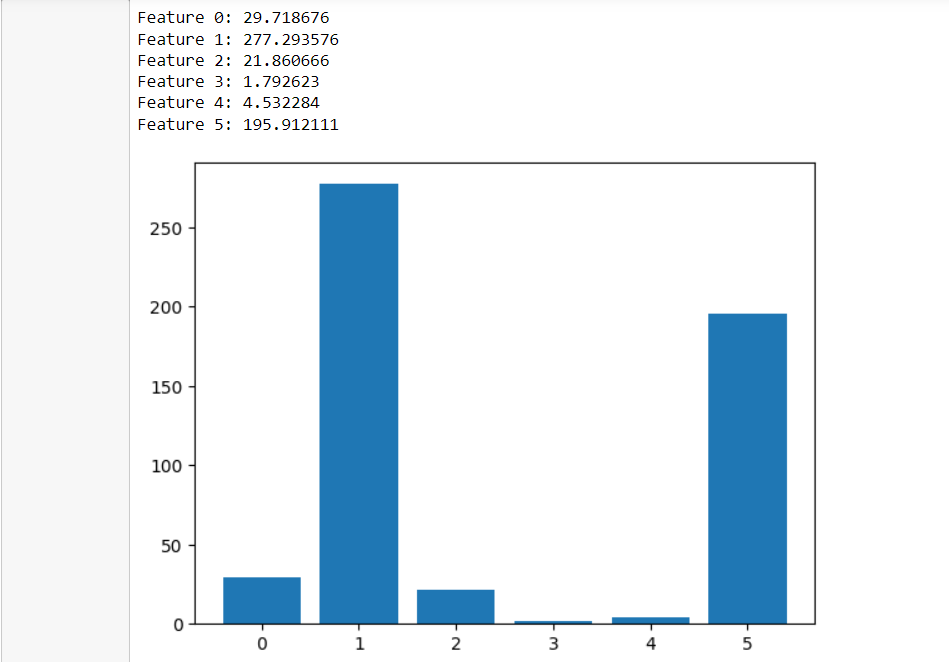 Feature 0: 29.718676
Feature 1: 277.293576
Feature 2: 21.860666
Feature 3: 1.792623
Feature 4: 4.532284
Feature 5: 195.912111
250
200
150
100
50
0
0 1 2 3 4 5